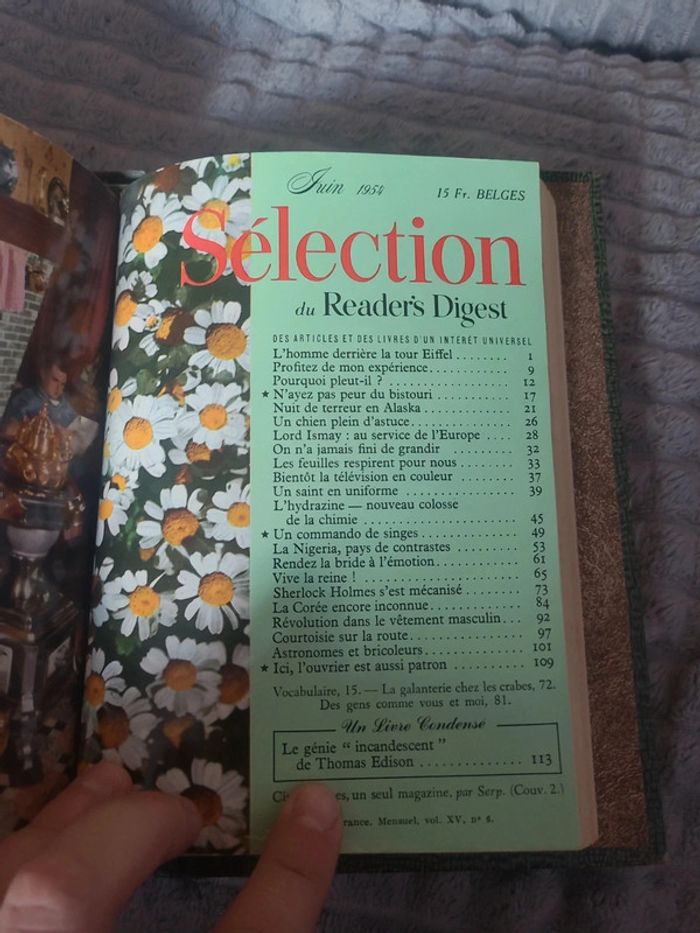 Juin 1954
15 Fr. BELGES
Sélection
du Reader's Digest
DES ARTICLES ET DES LIVRES D'UN INTÉRÊT UNIVERSEL
L'homme derrière la tour Eiffel ........ 1
Profitez de mon expérience............ 9
Pourquoi pleut-il ? .................. 12
★ N'ayez pas peur du bistouri .......... 17
Nuit de terreur en Alaska ............ 21
Un chien plein d'astuce.............. 26
Lord Ismay : au service de l'Europe .... 28
On n'a jamais fini de grandir ........ 32
Les feuilles respirent pour nous ........ 33
Bientôt la télévision en couleur ........ 37
Un saint en uniforme ................ 39
L'hydrazine — nouveau colosse
de la chimie ...................... 45
★ Un commando de singes.............. 49
La Nigeria, pays de contrastes ........ 53
Rendez la bride à l'émotion............ 61
Vive la reine ! ...................... 65
Sherlock Holmes s'est mécanisé ........ 73
La Corée encore inconnue............ 84
Révolution dans le vêtement masculin... 92
Courtoisie sur la route.............. 97
Astronomes et bricoleurs.............. 101
★ Ici, l'ouvrier est aussi patron .......... 109
Vocabulaire, 15. — La galanterie chez les crabes, 72.
Des gens comme vous et moi, 81.
Un Livre Condensé
Le génie “ incandescent ”
de Thomas Edison .............. 113
un seul magazine, par Serp. (Couv. 2.)
Mensuel, vol. XV, n° 6.